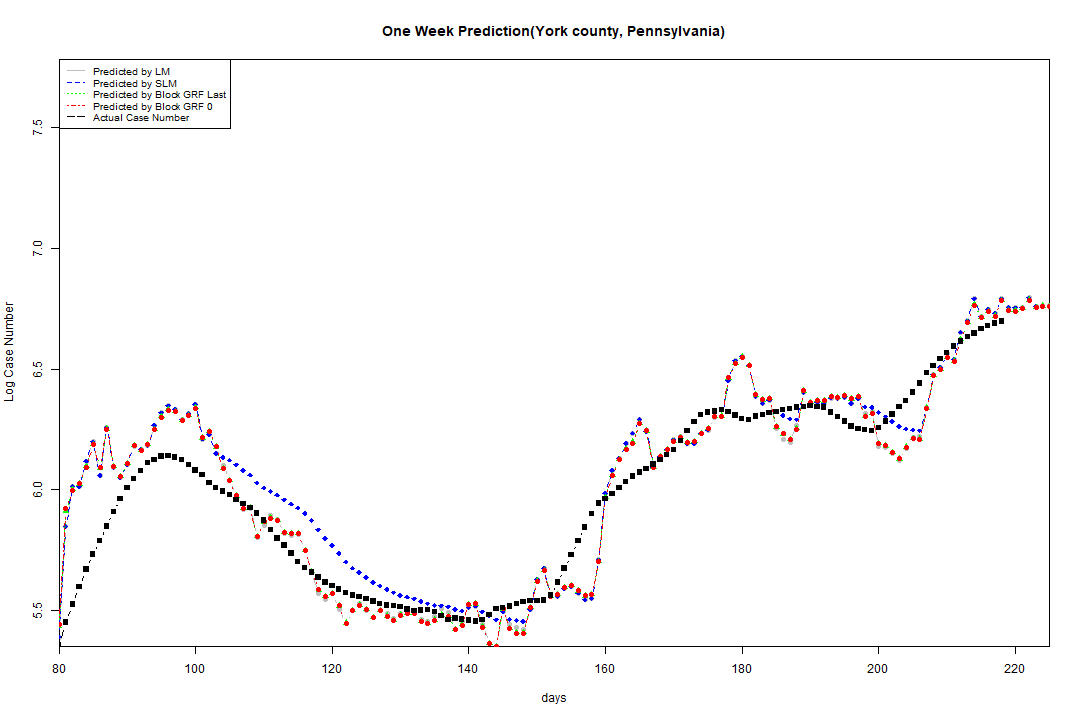 One Week Prediction(York county, Pennsylvania)
Predicted by LM
Predicted by SLM
Predicted by Block GRF Last
Predicted by Block GRF 0
Actual Case Number
7.5
7.0
6.5
6.0
5.5
Log Case Number
80 100 120 140 160 180 200 220
days